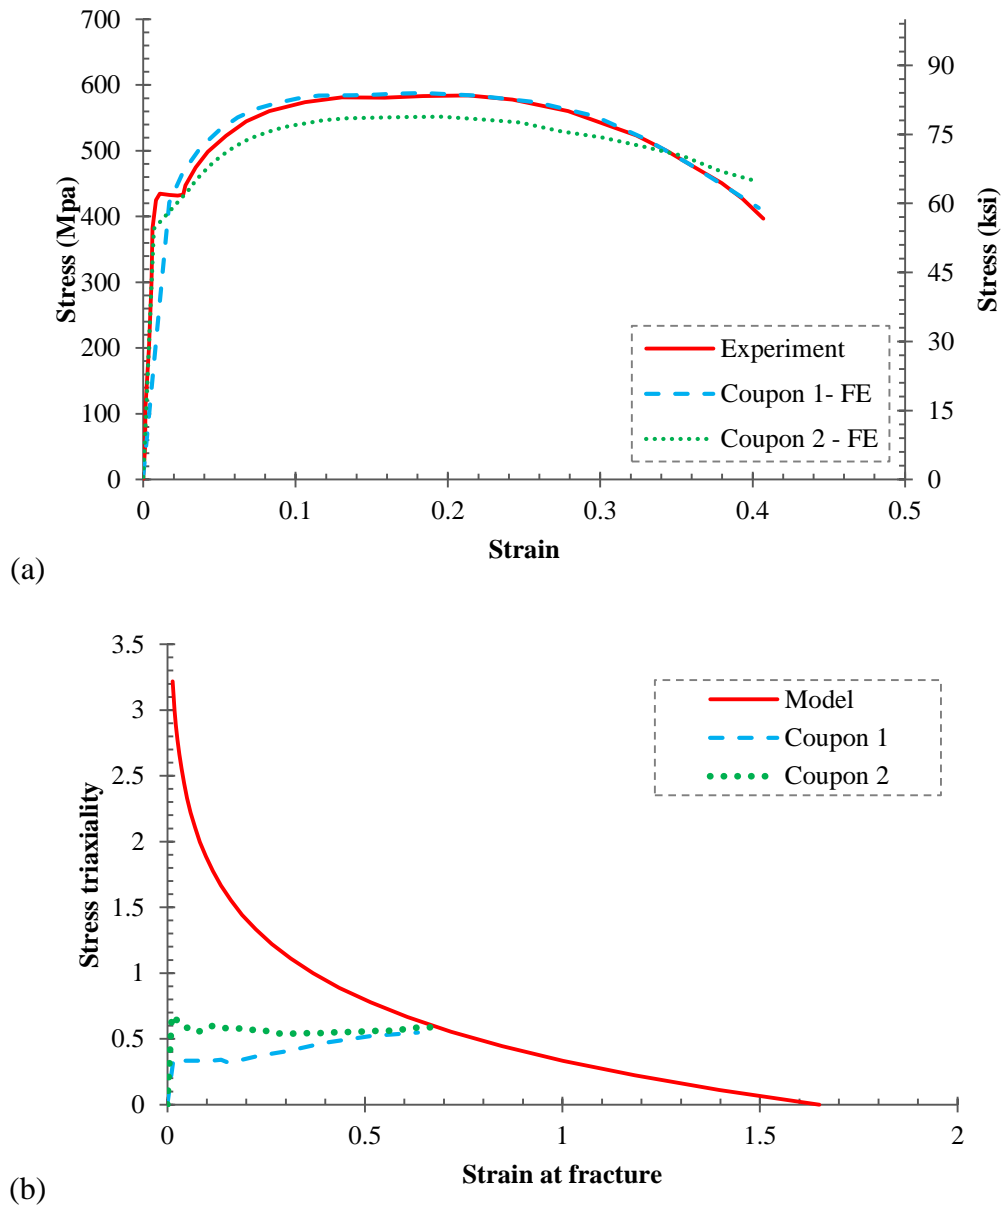 700
600
500
400
300
200
100
0
Stress (Mpa)
90
75
60
45
30
15
0
Stress (ksi)
Experiment
Coupon 1- FE
Coupon 2 - FE
0
0.1
0.2
0.3
0.4
0.5
Strain
(a)
3.5
3
2.5
2
1.5
1
0.5
0
Stress triaxiality
Model
Coupon 1
Coupon 2
0
0.5
1
1.5
2
Strain at fracture
(b)